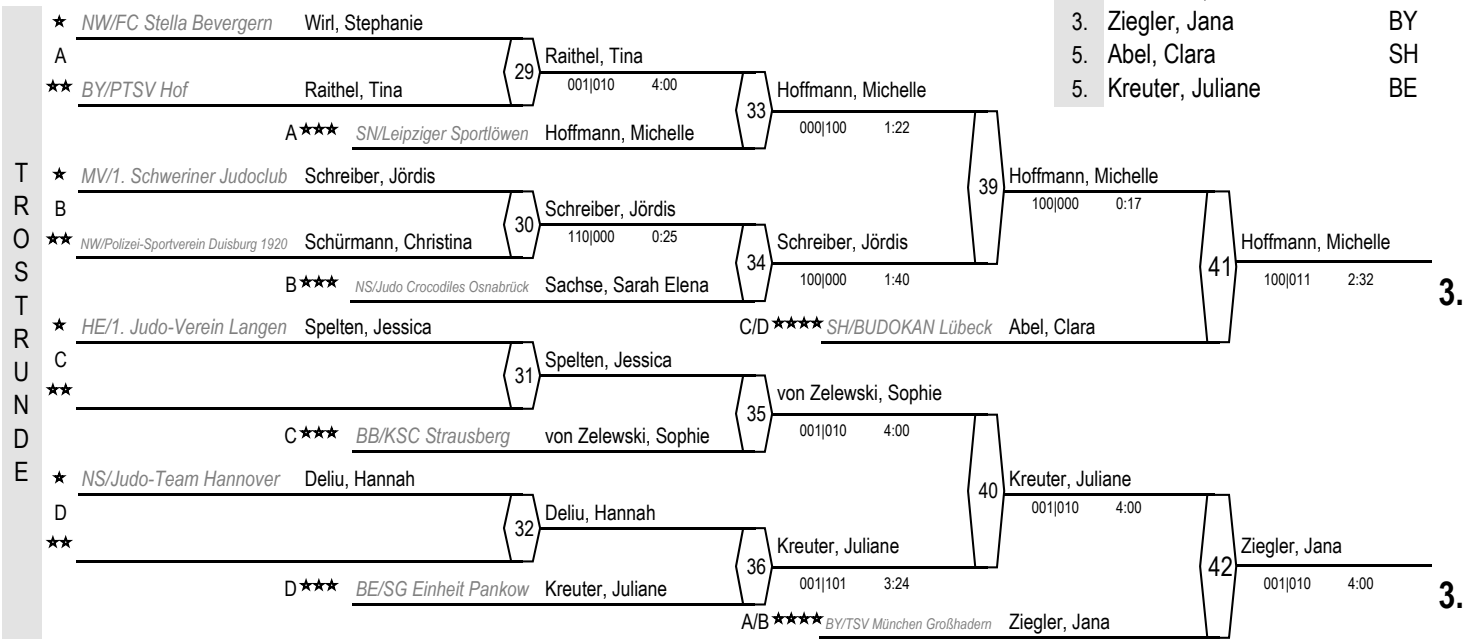 ★ NW/FC Stella Bevergern Wirl, Stephanie
A
★★ BY/PTSV Hof Raithel, Tina
29 Raithel, Tina
001|010 4:00
A★★★ SN/Leipziger Sportlöwen Hoffmann, Michelle
33 Hoffmann, Michelle
000|100 1:22
3. Ziegler, Jana BY
5. Abel, Clara SH
5. Kreuter, Juliane BE
TROSTRUNDE
★ MV/1. Schweriner Judoclub Schreiber, Jördis
B
★★ NW/Polizei-Sportverein Duisburg 1920 Schürmann, Christina
30 Schreiber, Jördis
110|000 0:25
B★★★ NS/Judo Crocodiles Osnabrück Sachse, Sarah Elena
34 Schreiber, Jördis
100|000 1:40
39 Hoffmann, Michelle
100|000 0:17
C/D★★★★ SH/BUDOKAN Lübeck Abel, Clara
41 Hoffmann, Michelle
100|011 2:32
3.
★ HE/1. Judo-Verein Langen Spelten, Jessica
C
★★
31 Spelten, Jessica
C★★★ BB/KSC Strausberg von Zelewski, Sophie
35 von Zelewski, Sophie
001|010 4:00
★ NS/Judo-Team Hannover Deliu, Hannah
D
★★
32 Deliu, Hannah
D★★★ BE/SG Einheit Pankow Kreuter, Juliane
36 Kreuter, Juliane
001|101 3:24
40 Kreuter, Juliane
001|010 4:00
A/B★★★★ BY/TSV München Großhadern Ziegler, Jana
42 Ziegler, Jana
001|010 4:00
3.